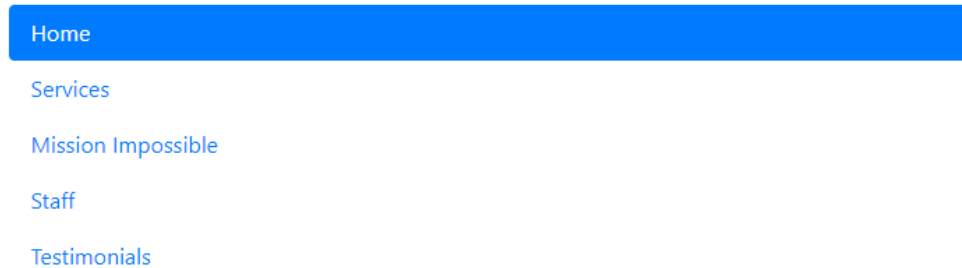 Home
Services
Mission Impossible
Staff
Testimonials